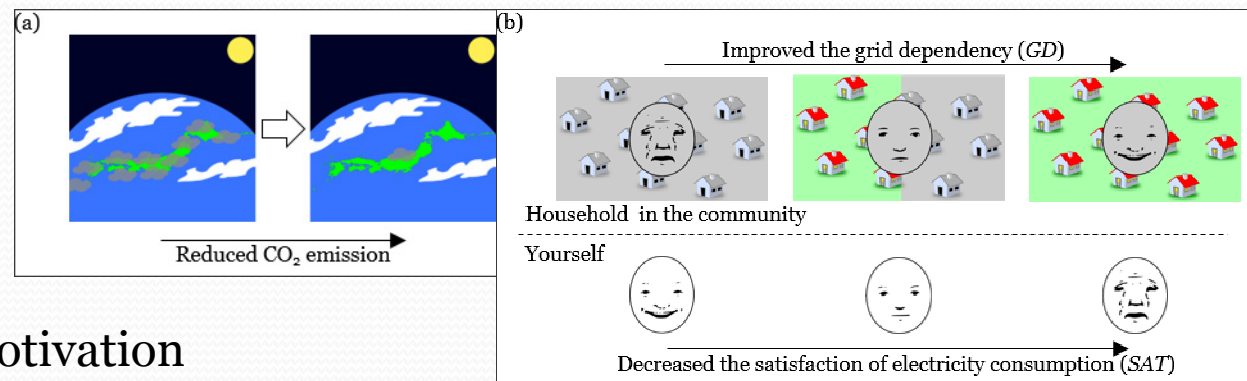 (a)
Reduced CO₂ emission
(b)
Improved the grid dependency (GD)
Household in the community
Yourself
Decreased the satisfaction of electricity consumption (SAT)
otivation